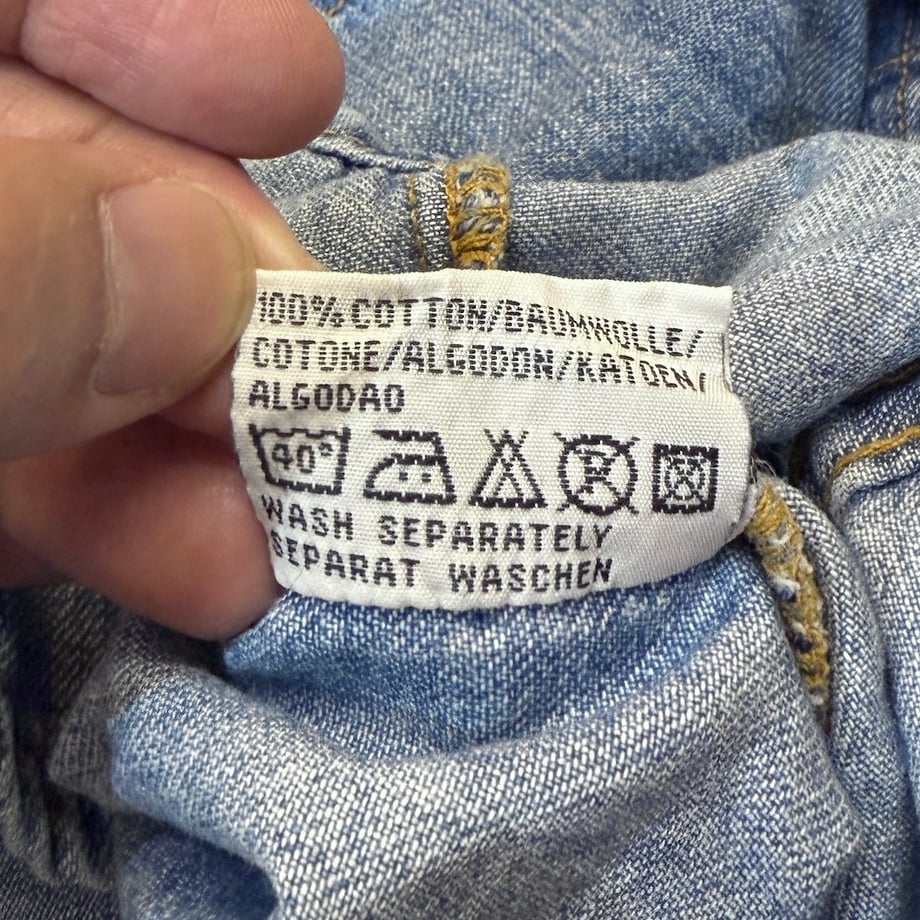 100% COTTON/BAUMWOLLE/
COTONE/ALGODON/KATOEN/
ALGODAO
40°
WASH SEPARATELY
SEPARAT WASCHEN